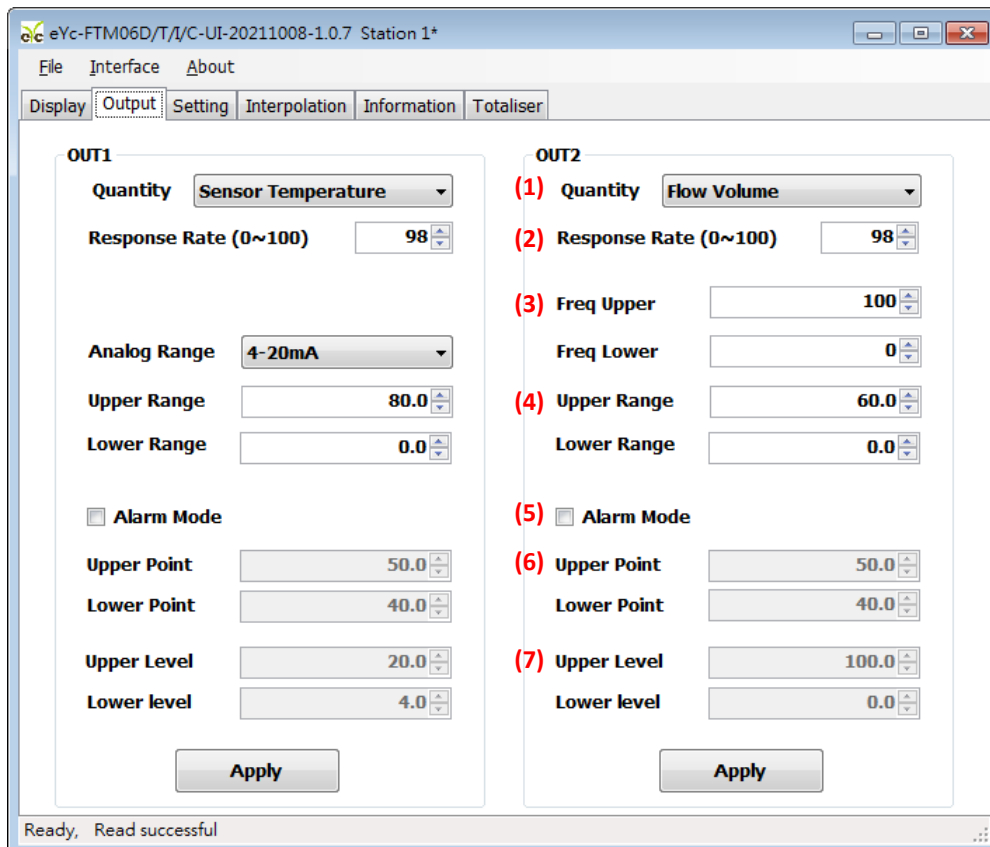 eYc eYc-FTM06D/T/I/C-UI-20211008-1.0.7 Station 1*
File Interface About
Display Output Setting Interpolation Information Totaliser
OUT1
Quantity Sensor Temperature
Response Rate (0~100) 98
Analog Range 4-20mA
Upper Range 80.0
Lower Range 0.0
Alarm Mode
Upper Point 50.0
Lower Point 40.0
Upper Level 20.0
Lower level 4.0
Apply
OUT2
(1) Quantity Flow Volume
(2) Response Rate (0~100) 98
(3) Freq Upper 100
Freq Lower 0
(4) Upper Range 60.0
Lower Range 0.0
(5) Alarm Mode
(6) Upper Point 50.0
Lower Point 40.0
(7) Upper Level 100.0
Lower level 0.0
Apply
Ready, Read successful